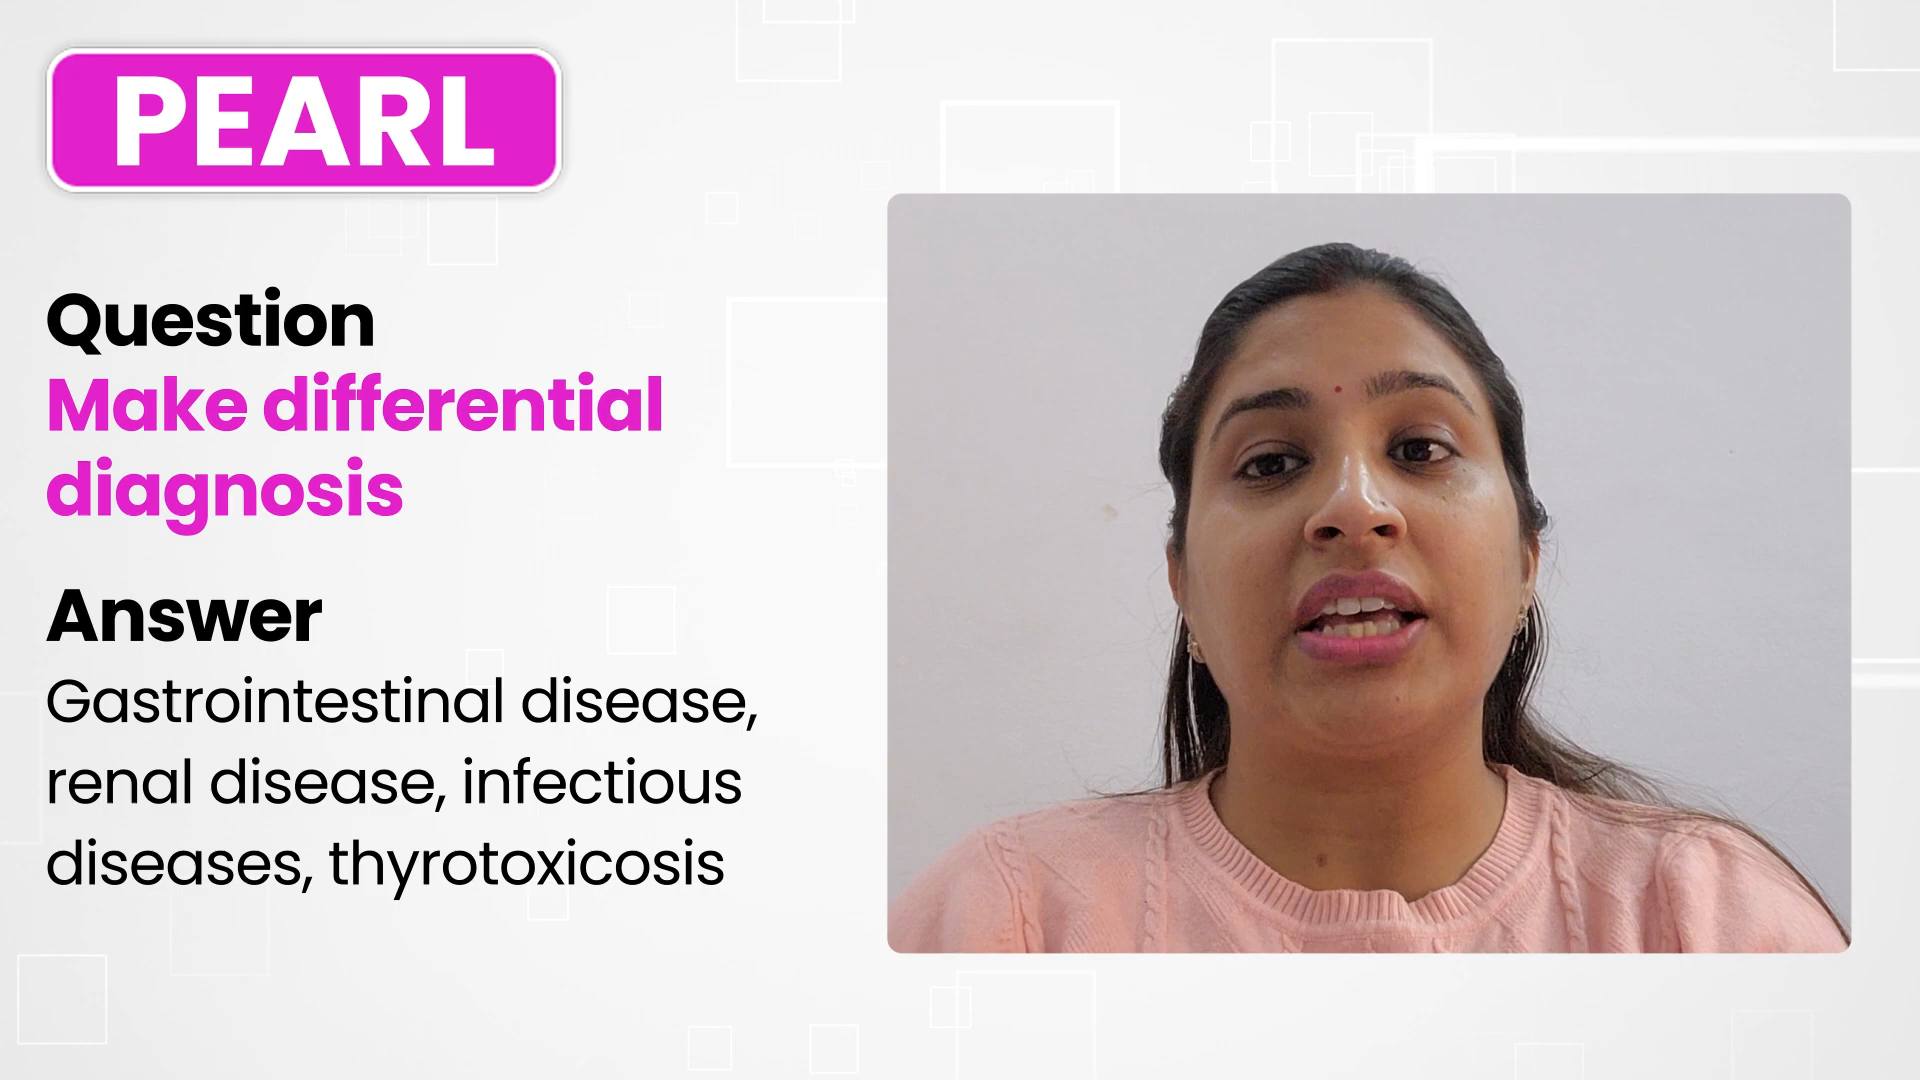 PEARL
Question
Make differential
diagnosis
Answer
Gastrointestinal disease,
renal disease, infectious
diseases, thyrotoxicosis